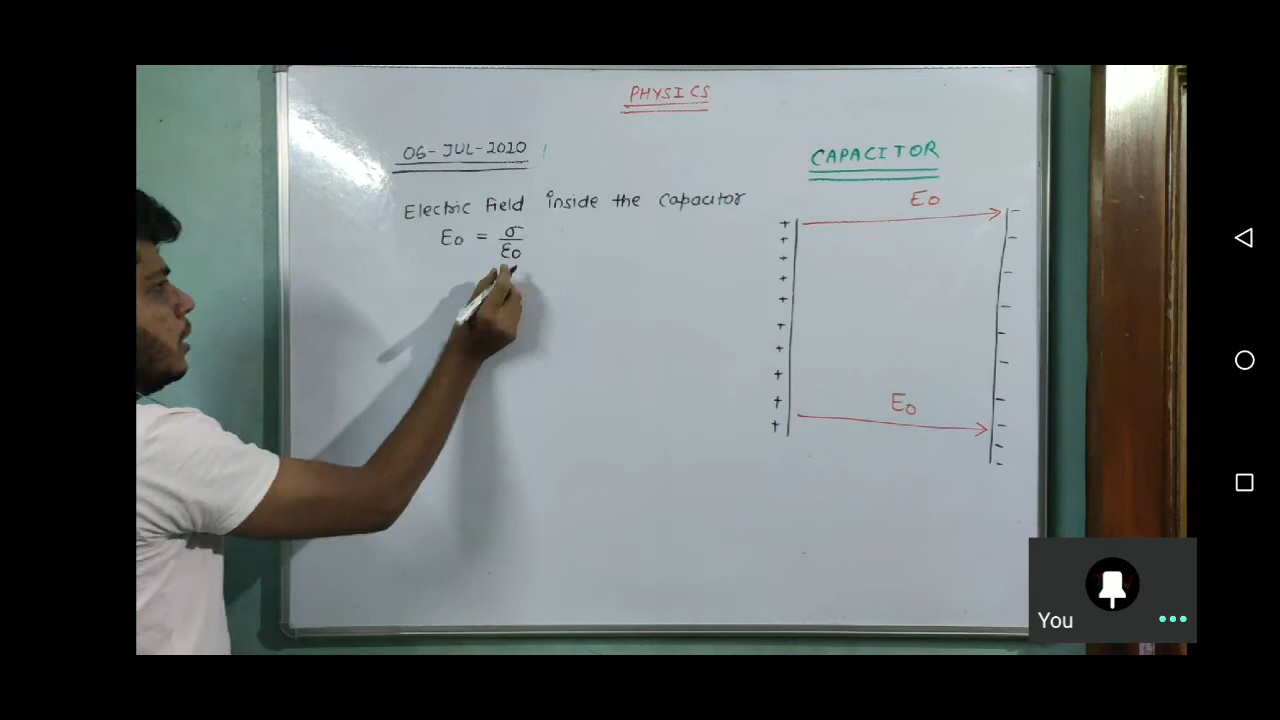 PHYSICS
06-JUL-2020
CAPACITOR
Electric Field inside the Capacitor
E0 = σ/ε0
E0
+ -
+ -
+ -
+ -
+ -
+ -
+ -
+ -
+ -
+ -
-
-
E0
You